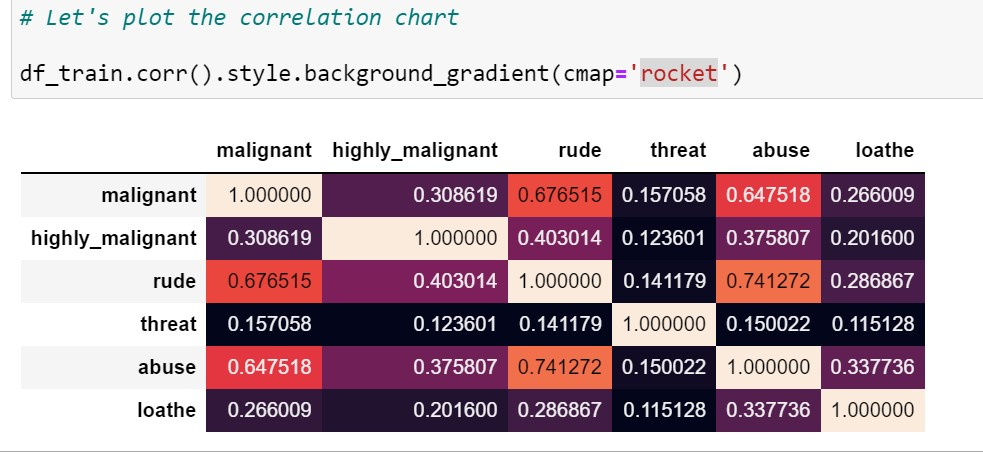 # Let's plot the correlation chart
df_train.corr().style.background_gradient(cmap='rocket')
malignant highly_malignant rude threat abuse loathe
malignant 1.000000 0.308619 0.676515 0.157058 0.647518 0.266009
highly_malignant 0.308619 1.000000 0.403014 0.123601 0.375807 0.201600
rude 0.676515 0.403014 1.000000 0.141179 0.741272 0.286867
threat 0.157058 0.123601 0.141179 1.000000 0.150022 0.115128
abuse 0.647518 0.375807 0.741272 0.150022 1.000000 0.337736
loathe 0.266009 0.201600 0.286867 0.115128 0.337736 1.000000